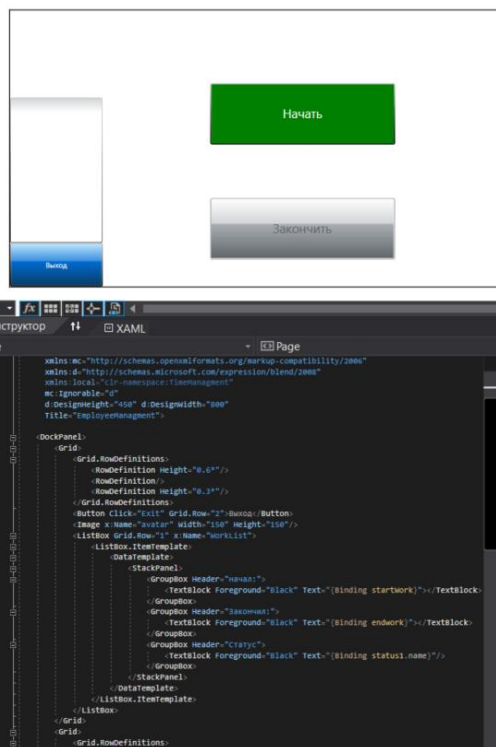 Начать
Закончить
Выход
fx
структор
XAML
Page
xmlns:mc="http://schemas.openxmlformats.org/markup-compatibility/2006"
xmlns:d="http://schemas.microsoft.com/expression/blend/2008"
xmlns:local="clr-namespace:TimeManagment"
mc:Ignorable="d"
d:DesignHeight="450" d:DesignWidth="800"
Title="EmployeeManagment">
<DockPanel>
<Grid>
<Grid.RowDefinitions>
<RowDefinition Height="0.6*"/>
<RowDefinition/>
<RowDefinition Height="0.3*"/>
</Grid.RowDefinitions>
<Button Click="Exit" Grid.Row="2">Выход</Button>
<Image x:Name="avatar" Width="150" Height="150"/>
<ListBox Grid.Row="1" x:Name="WorkList">
<ListBox.ItemTemplate>
<DataTemplate>
<StackPanel>
<GroupBox Header="Начал:">
<TextBlock Foreground="Black" Text="{Binding startWork}"></TextBlock>
</GroupBox>
<GroupBox Header="Закончил:">
<TextBlock Foreground="Black" Text="{Binding endwork}"></TextBlock>
</GroupBox>
<GroupBox Header="Статус">
<TextBlock Foreground="Black" Text="{Binding status1.name}"/>
</GroupBox>
</StackPanel>
</DataTemplate>
</ListBox.ItemTemplate>
</ListBox>
</Grid>
<Grid>
<Grid.RowDefinitions>